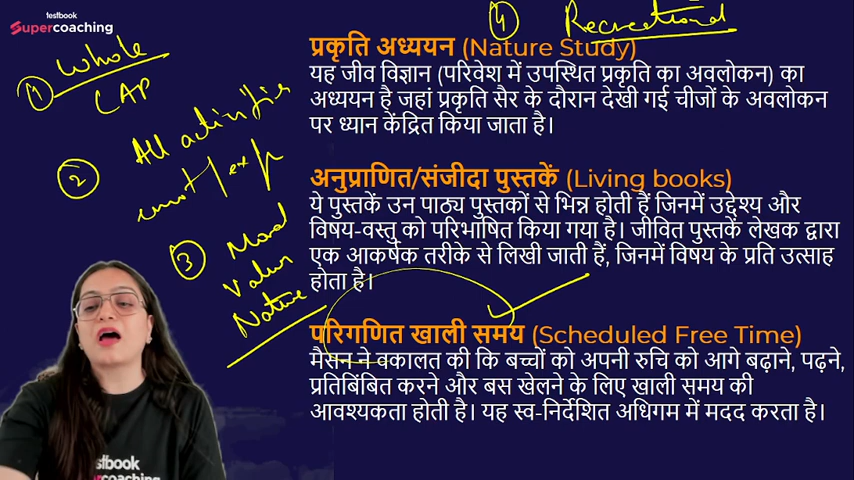 testbook
Supercoaching
④ Recreational
① Whole
CAP
② All activities
③ Moral
Values
Nature
प्रकृति अध्ययन (Nature Study)
यह जीव विज्ञान (परिवेश में उपस्थित प्रकृति का अवलोकन) का
अध्ययन है जहां प्रकृति सैर के दौरान देखी गई चीजों के अवलोकन
पर ध्यान केंद्रित किया जाता है।
अनुप्राणित/संजीदा पुस्तकें (Living books)
ये पुस्तकें उन पाठ्य पुस्तकों से भिन्न होती हैं जिनमें उद्देश्य और
विषय-वस्तु को परिभाषित किया गया है। जीवित पुस्तकें लेखक द्वारा
एक आकर्षक तरीके से लिखी जाती हैं, जिनमें विषय के प्रति उत्साह
होता है।
परिगणित खाली समय (Scheduled Free Time)
मैसन ने वकालत की कि बच्चों को अपनी रुचि को आगे बढ़ाने, पढ़ने,
प्रतिबिंबित करने और बस खेलने के लिए खाली समय की
आवश्यकता होती है। यह स्व-निर्देशित अधिगम में मदद करता है।